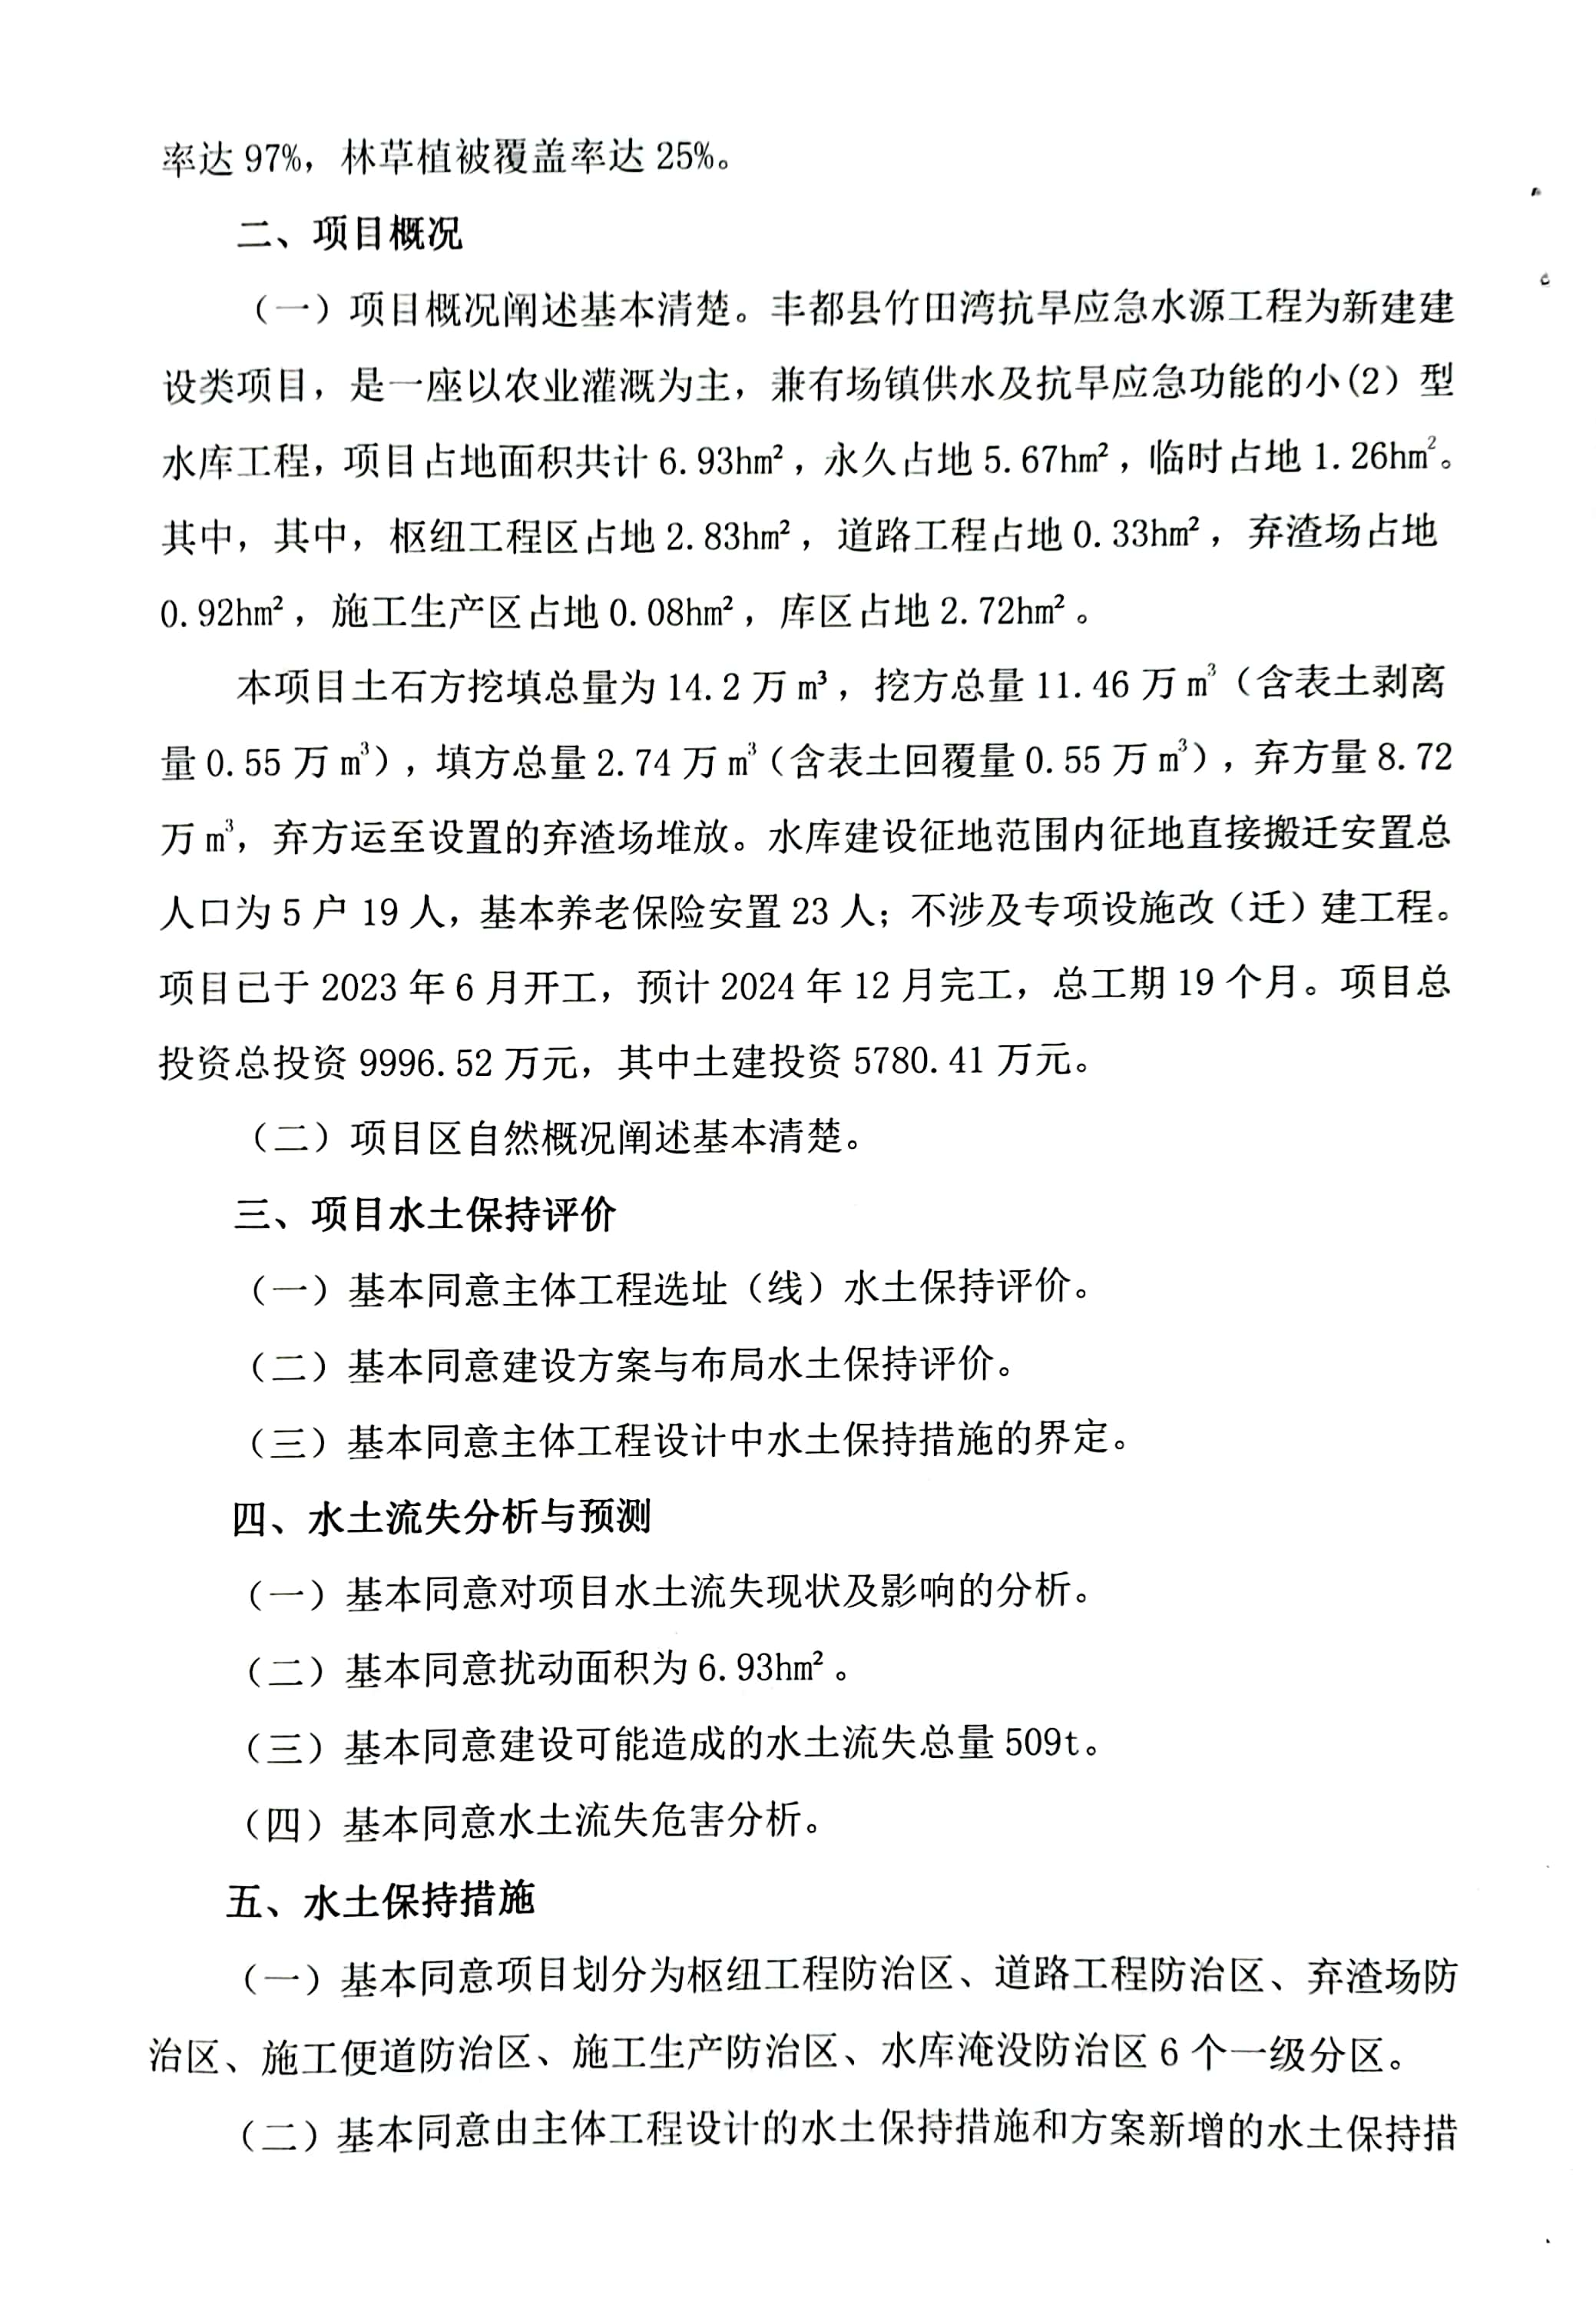 率达 97%，林草植被覆盖率达 25%。
二、项目概况
（一）项目概况阐述基本清楚。丰都县竹田湾抗旱应急水源工程为新建建
设类项目，是一座以农业灌溉为主，兼有场镇供水及抗旱应急功能的小(2）型
水库工程，项目占地面积共计 6.93hm²，永久占地 5.67hm²，临时占地 1.26hm²。
其中，其中，枢纽工程区占地 2.83hm²，道路工程占地 0.33hm²，弃渣场占地
0.92hm²，施工生产区占地 0.08hm²，库区占地 2.72hm²。
本项目土石方挖填总量为 14.2 万 m³，挖方总量 11.46 万 m³（含表土剥离
量 0.55 万 m³），填方总量 2.74 万 m³（含表土回覆量 0.55 万 m³），弃方量 8.72
万 m³，弃方运至设置的弃渣场堆放。水库建设征地范围内征地直接搬迁安置总
人口为 5 户 19 人，基本养老保险安置 23 人；不涉及专项设施改（迁）建工程。
项目已于 2023 年 6 月开工，预计 2024 年 12 月完工，总工期 19 个月。项目总
投资总投资 9996.52 万元，其中土建投资 5780.41 万元。
（二）项目区自然概况阐述基本清楚。
三、项目水土保持评价
（一）基本同意主体工程选址（线）水土保持评价。
（二）基本同意建设方案与布局水土保持评价。
（三）基本同意主体工程设计中水土保持措施的界定。
四、水土流失分析与预测
（一）基本同意对项目水土流失现状及影响的分析。
（二）基本同意扰动面积为 6.93hm²。
（三）基本同意建设可能造成的水土流失总量 509t。
（四）基本同意水土流失危害分析。
五、水土保持措施
（一）基本同意项目划分为枢纽工程防治区、道路工程防治区、弃渣场防
治区、施工便道防治区、施工生产防治区、水库淹没防治区 6 个一级分区。
（二）基本同意由主体工程设计的水土保持措施和方案新增的水土保持措